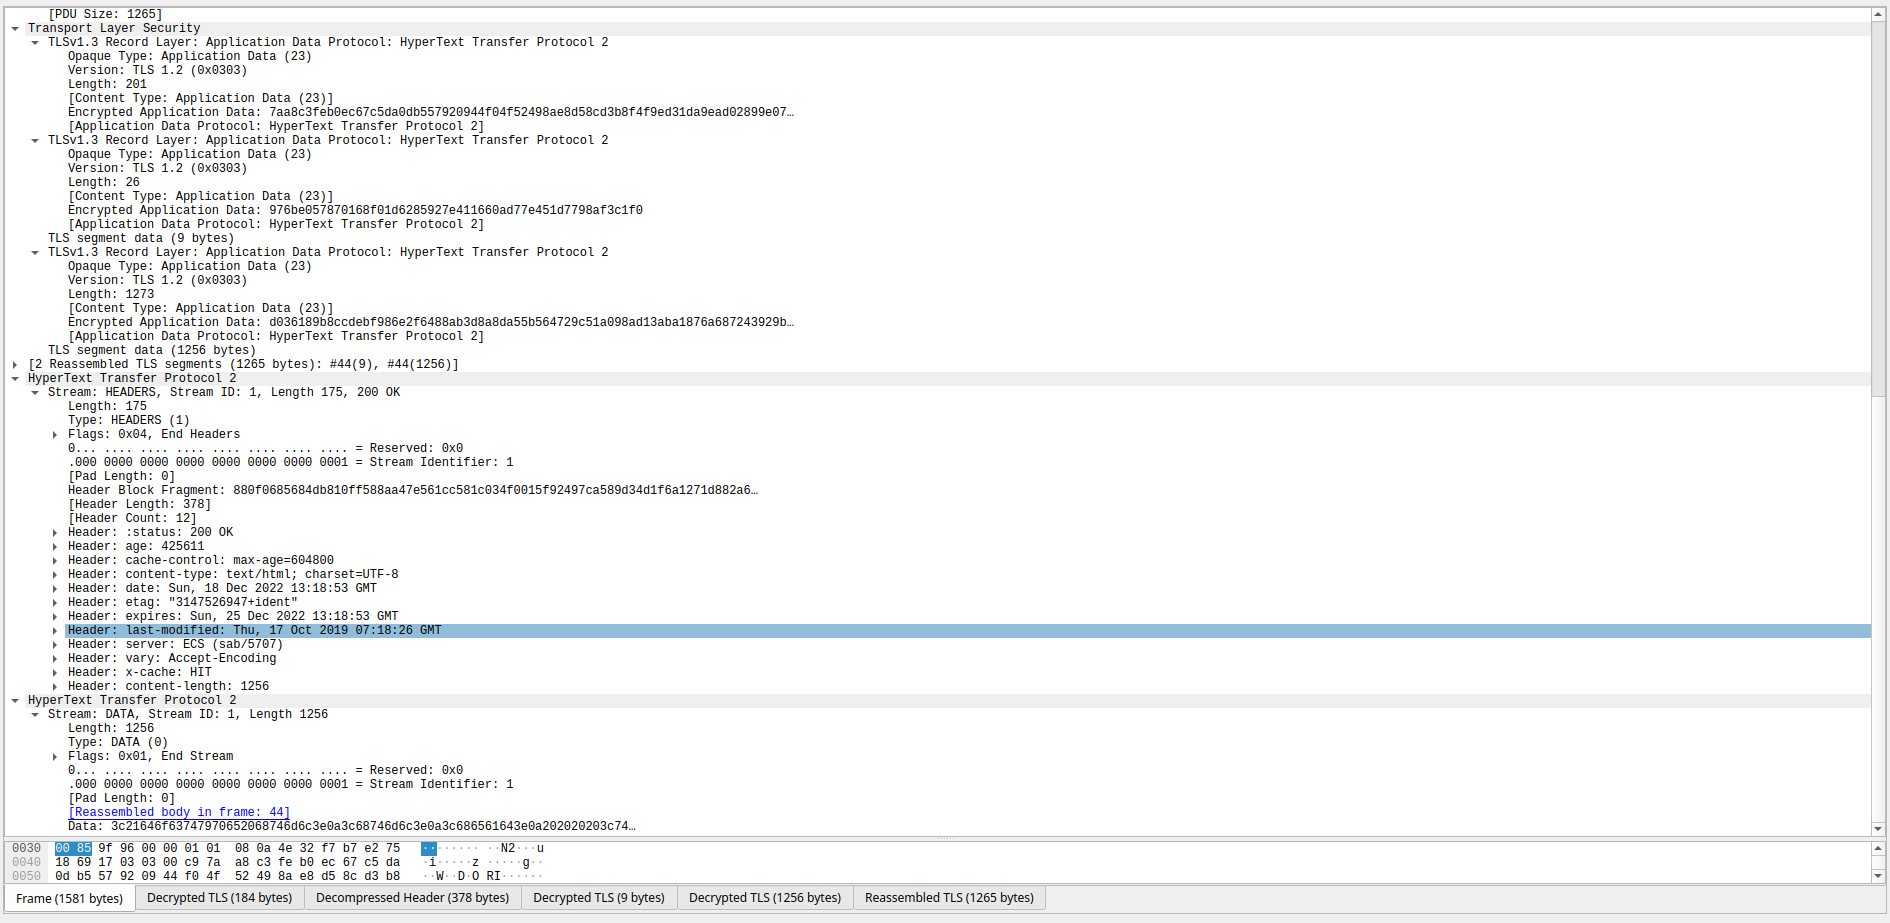 [PDU Size: 1265]
Transport Layer Security
TLSv1.3 Record Layer: Application Data Protocol: HyperText Transfer Protocol 2
Opaque Type: Application Data (23)
Version: TLS 1.2 (0x0303)
Length: 201
[Content Type: Application Data (23)]
Encrypted Application Data: 7aa8c3feb0ec67c5da0db557920944f04f52498ae8d58cd3b8f4f9ed31da9ead02899e07…
[Application Data Protocol: HyperText Transfer Protocol 2]
TLSv1.3 Record Layer: Application Data Protocol: HyperText Transfer Protocol 2
Opaque Type: Application Data (23)
Version: TLS 1.2 (0x0303)
Length: 26
[Content Type: Application Data (23)]
Encrypted Application Data: 976be057870168f01d6285927e411660ad77e451d7798af3c1f0
[Application Data Protocol: HyperText Transfer Protocol 2]
TLS segment data (9 bytes)
TLSv1.3 Record Layer: Application Data Protocol: HyperText Transfer Protocol 2
Opaque Type: Application Data (23)
Version: TLS 1.2 (0x0303)
Length: 1273
[Content Type: Application Data (23)]
Encrypted Application Data: d036189b8ccdebf986e2f6488ab3d8a8da55b564729c51a098ad13aba1876a687243929b…
[Application Data Protocol: HyperText Transfer Protocol 2]
TLS segment data (1256 bytes)
[2 Reassembled TLS segments (1265 bytes): #44(9), #44(1256)]
HyperText Transfer Protocol 2
Stream: HEADERS, Stream ID: 1, Length 175, 200 OK
Length: 175
Type: HEADERS (1)
Flags: 0x04, End Headers
0... .... .... .... .... .... .... .... = Reserved: 0x0
.000 0000 0000 0000 0000 0000 0000 0001 = Stream Identifier: 1
[Pad Length: 0]
Header Block Fragment: 880f0685684db810ff588aa47e561cc581c034f0015f92497ca589d34d1f6a1271d882a6…
[Header Length: 378]
[Header Count: 12]
Header: :status: 200 OK
Header: age: 425611
Header: cache-control: max-age=604800
Header: content-type: text/html; charset=UTF-8
Header: date: Sun, 18 Dec 2022 13:18:53 GMT
Header: etag: "3147526947+ident"
Header: expires: Sun, 25 Dec 2022 13:18:53 GMT
Header: last-modified: Thu, 17 Oct 2019 07:18:26 GMT
Header: server: ECS (sab/5707)
Header: vary: Accept-Encoding
Header: x-cache: HIT
Header: content-length: 1256
HyperText Transfer Protocol 2
Stream: DATA, Stream ID: 1, Length 1256
Length: 1256
Type: DATA (0)
Flags: 0x01, End Stream
0... .... .... .... .... .... .... .... = Reserved: 0x0
.000 0000 0000 0000 0000 0000 0000 0001 = Stream Identifier: 1
[Pad Length: 0]
[Reassembled body in frame: 44]
Data: 3c21646f63747970652068746d6c3e0a3c68746d6c3e0a3c686561643e0a202020203c74…
0030 00 85 9f 96 00 00 01 01 08 0a 4e 32 f7 b7 e2 75 ·········· ··N2···u
0040 18 69 17 03 03 00 c9 7a a8 c3 fe b0 ec 67 c5 da ·i·····z ·····g··
0050 0d b5 57 92 09 44 f0 4f 52 49 8a e8 d5 8c d3 b8 ··W··D·O RI······
Frame (1581 bytes) Decrypted TLS (184 bytes) Decompressed Header (378 bytes) Decrypted TLS (9 bytes) Decrypted TLS (1256 bytes) Reassembled TLS (1265 bytes)